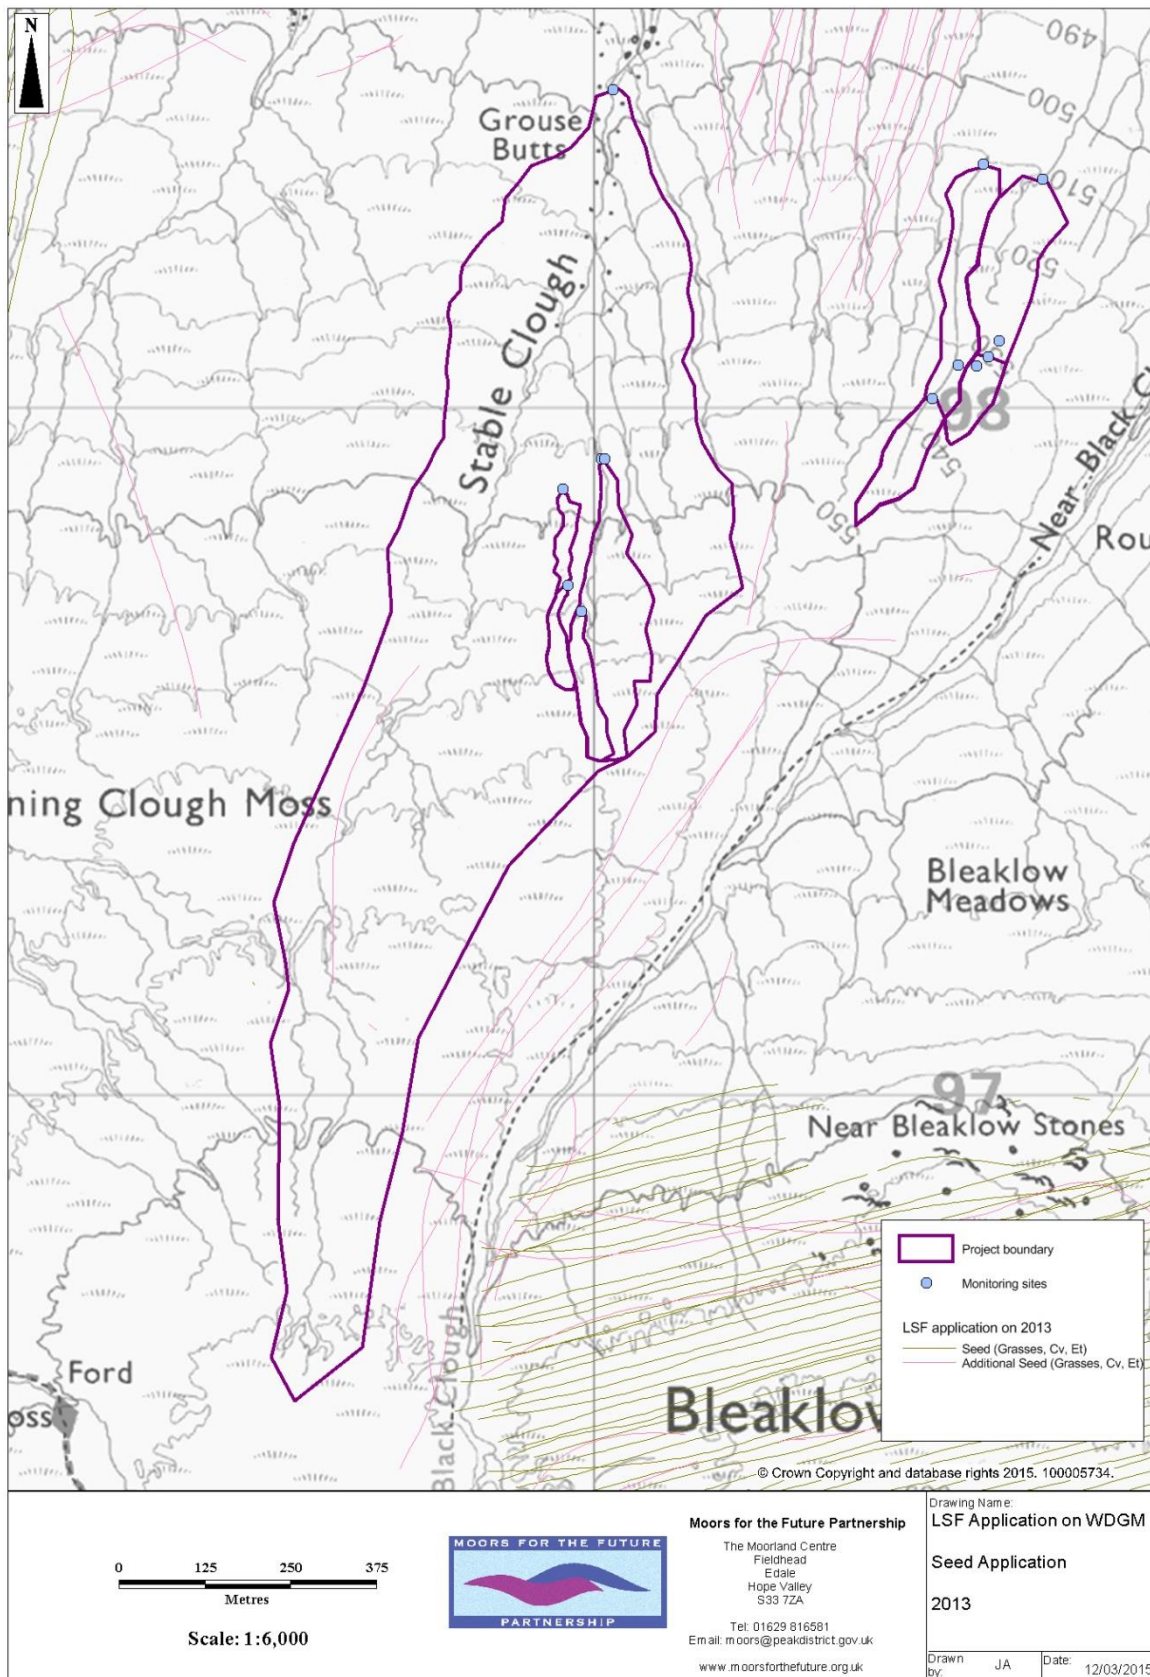 N
490
500
Grouse
Butts
510
520
Stable Clough
98
540
550
Near Black Cl
Rou
ning Clough Moss
Bleaklow
Meadows
97
Near Bleaklow Stones
Project boundary
Monitoring sites
LSF application on 2013
Seed (Grasses, Cv, Et)
Additional Seed (Grasses, Cv, Et)
Ford
oss
Black Clough
Bleaklow
© Crown Copyright and database rights 2015. 100005734.
0 125 250 375
Metres
Scale: 1:6,000
MOORS FOR THE FUTURE
PARTNERSHIP
Moors for the Future Partnership
The Moorland Centre
Fieldhead
Edale
Hope Valley
S33 7ZA
Tel: 01629 816581
Email: moors@peakdistrict.gov.uk
www.moorsforthefuture.org.uk
Drawing Name:
LSF Application on WDGM
Seed Application
2013
Drawn by: JA
Date: 12/03/2015